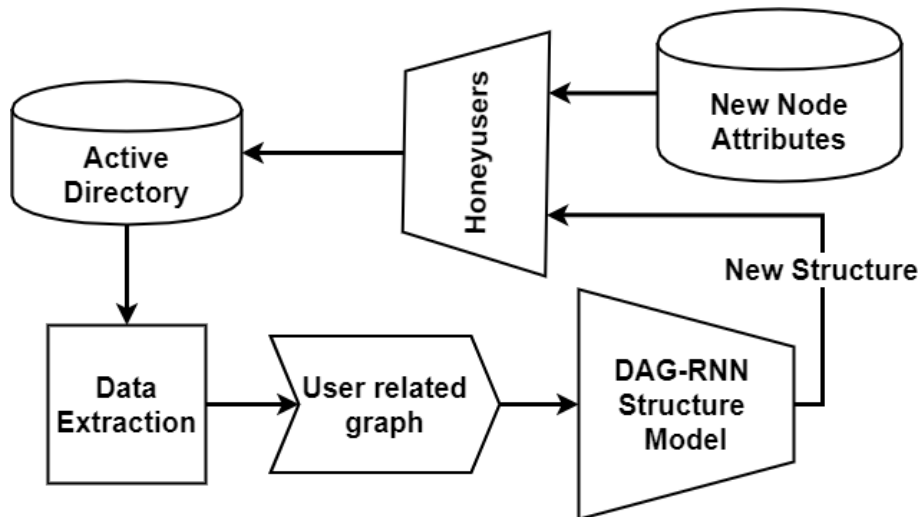 Active
Directory
Honeyusers
New Node
Attributes
New Structure
Data
Extraction
User related
graph
DAG-RNN
Structure
Model